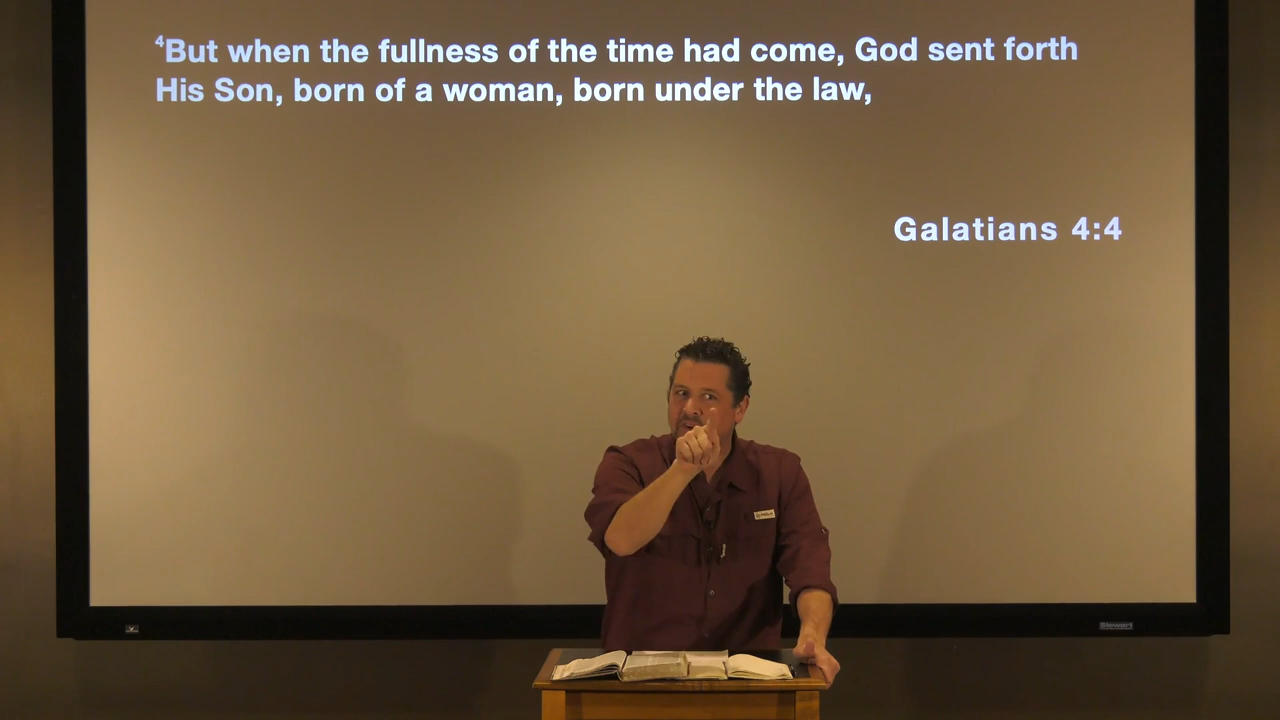 ⁴But when the fullness of the time had come, God sent forth
His Son, born of a woman, born under the law,
Galatians 4:4
Stewart